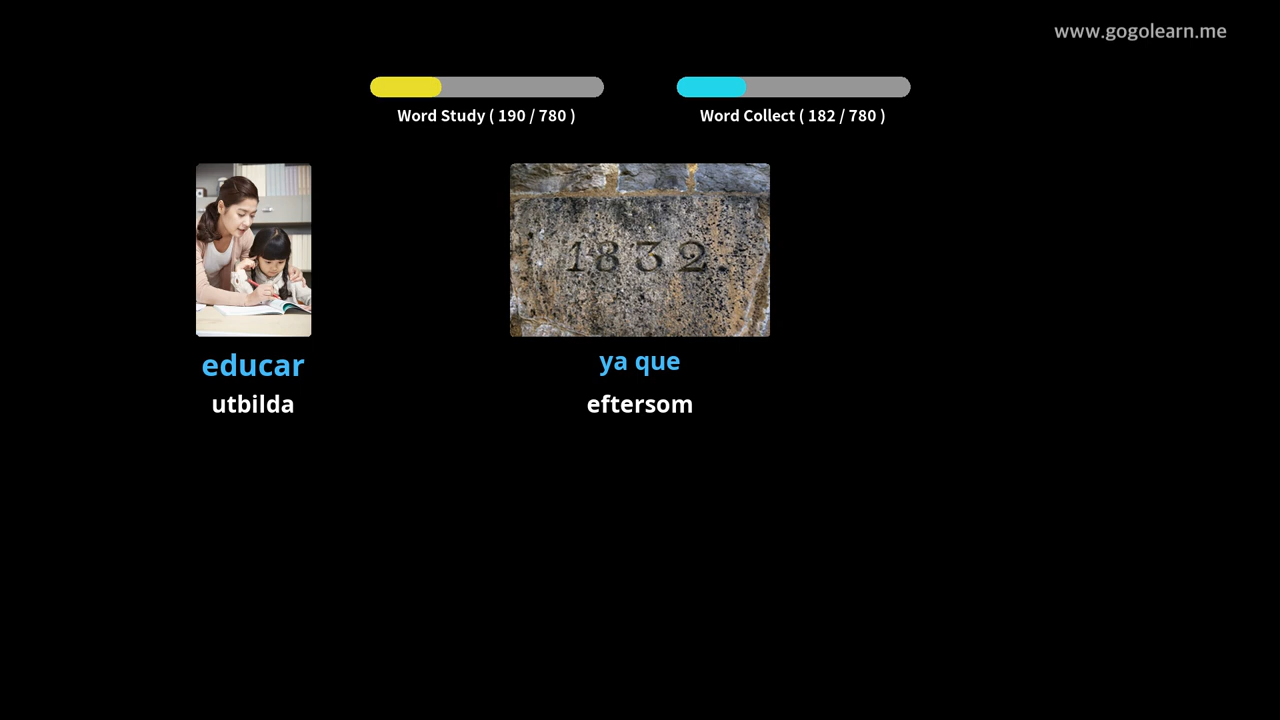 www.gogolearn.me
Word Study ( 190 / 780 )
Word Collect ( 182 / 780 )
1832.
educar
utbilda
ya que
eftersom